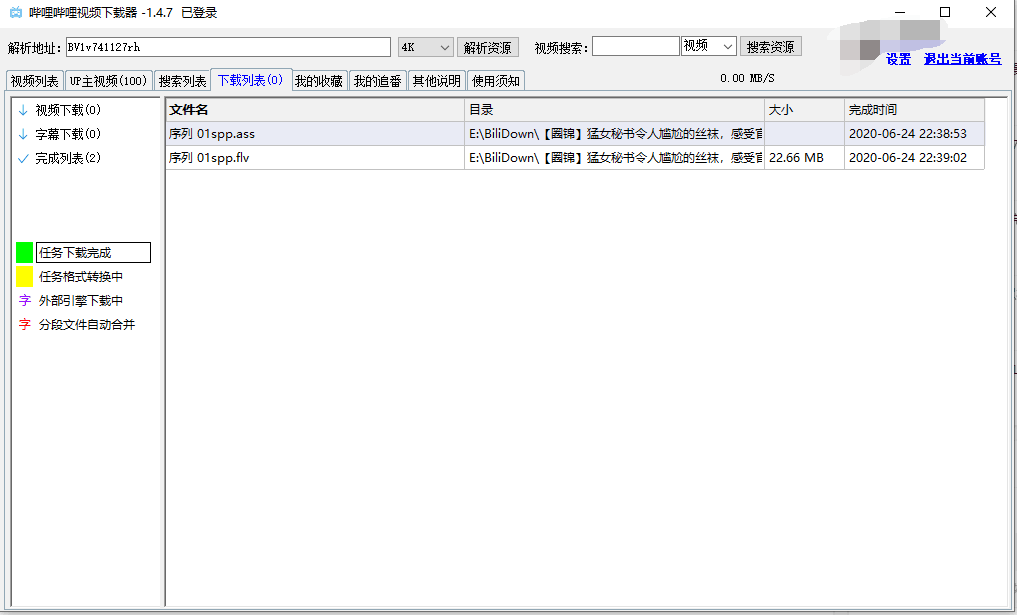 哔哩哔哩视频下载器 -1.4.7 已登录
解析地址: BV1v741127rh 4K 解析资源 视频搜索: 视频 搜索资源 设置 退出当前账号
视频列表 UP主视频(100) 搜索列表 下载列表(0) 我的收藏 我的追番 其他说明 使用须知 0.00 MB/S
视频下载(0)
字幕下载(0)
完成列表(2)
任务下载完成
任务格式转换中
字 外部引擎下载中
字 分段文件自动合并
文件名 目录 大小 完成时间
序列 01spp.ass E:\BiliDown\【圈锦】猛女秘书令人尴尬的丝袜，感受官 2020-06-24 22:38:53
序列 01spp.flv E:\BiliDown\【圈锦】猛女秘书令人尴尬的丝袜，感受官 22.66 MB 2020-06-24 22:39:02